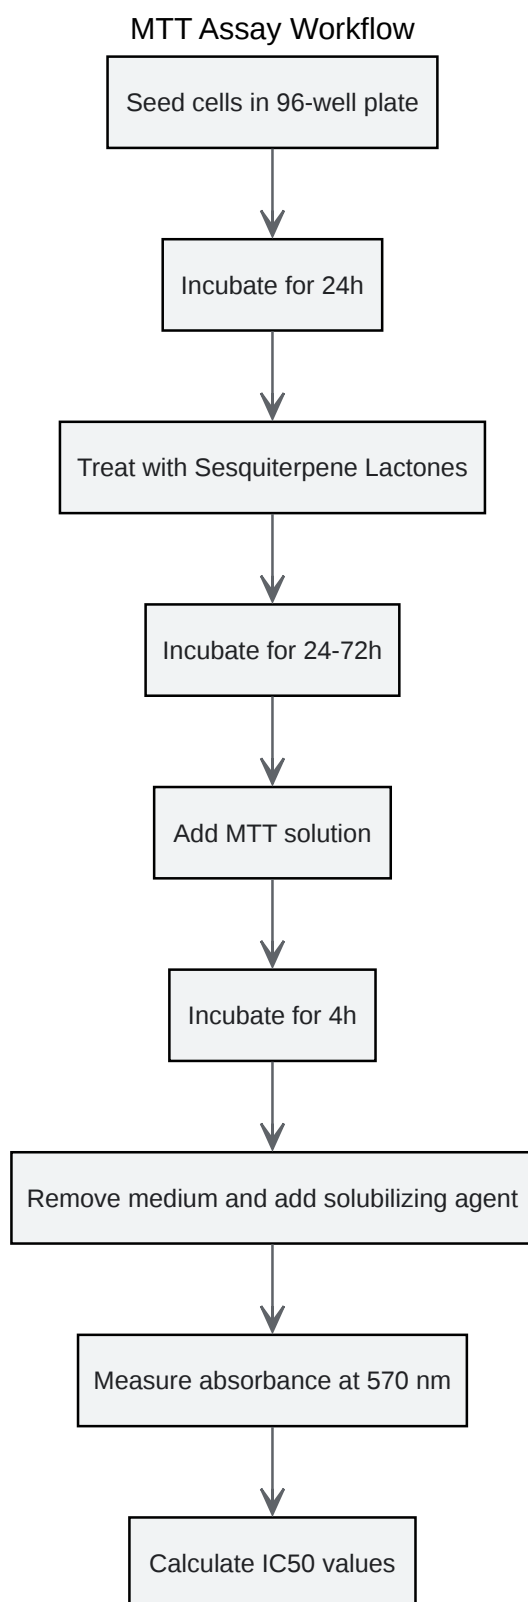 MTT Assay Workflow
Seed cells in 96-well plate
Incubate for 24h
Treat with Sesquiterpene Lactones
Incubate for 24-72h
Add MTT solution
Incubate for 4h
Remove medium and add solubilizing agent
Measure absorbance at 570 nm
Calculate IC50 values